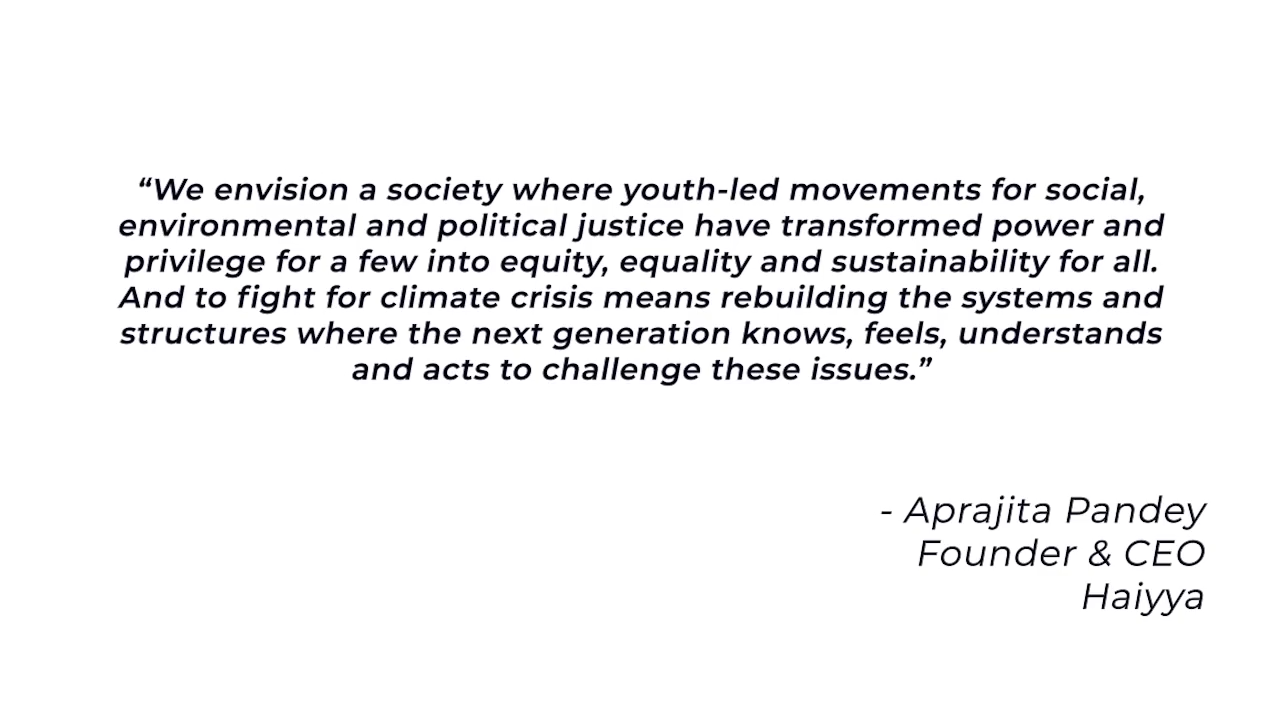 “We envision a society where youth-led movements for social,
environmental and political justice have transformed power and
privilege for a few into equity, equality and sustainability for all.
And to fight for climate crisis means rebuilding the systems and
structures where the next generation knows, feels, understands
and acts to challenge these issues.”
- Aprajita Pandey
Founder & CEO
Haiyya